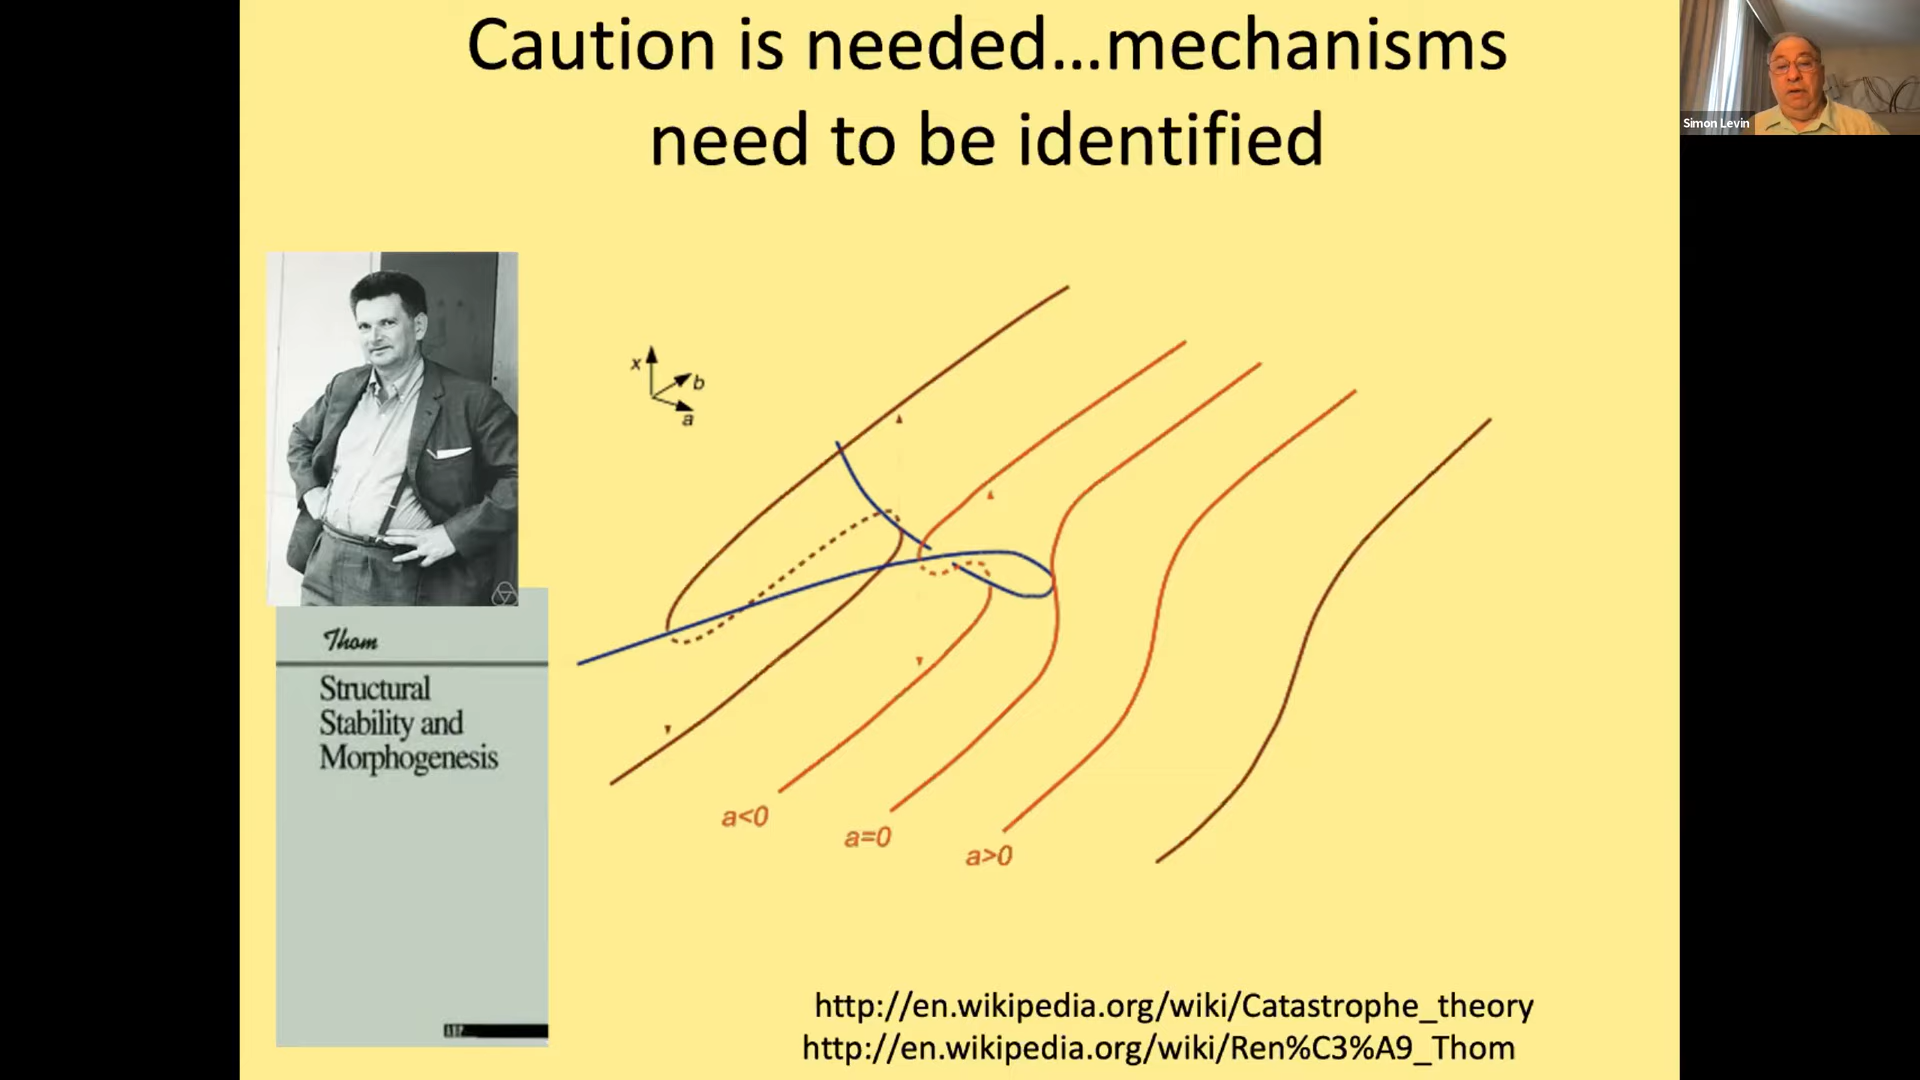 Caution is needed...mechanisms
need to be identified
Simon Levin
x
b
a
Thom
Structural
Stability and
Morphogenesis
a<0
a=0
a>0
http://en.wikipedia.org/wiki/Catastrophe_theory
http://en.wikipedia.org/wiki/Ren%C3%A9_Thom